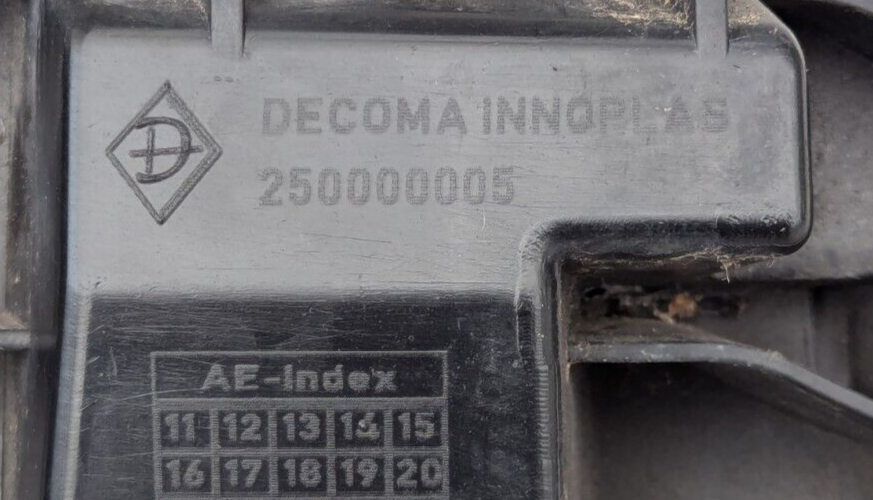 D
DECOMA INNOPLAS
250000005
AE-Index
11 12 13 14 15
16 17 18 19 20